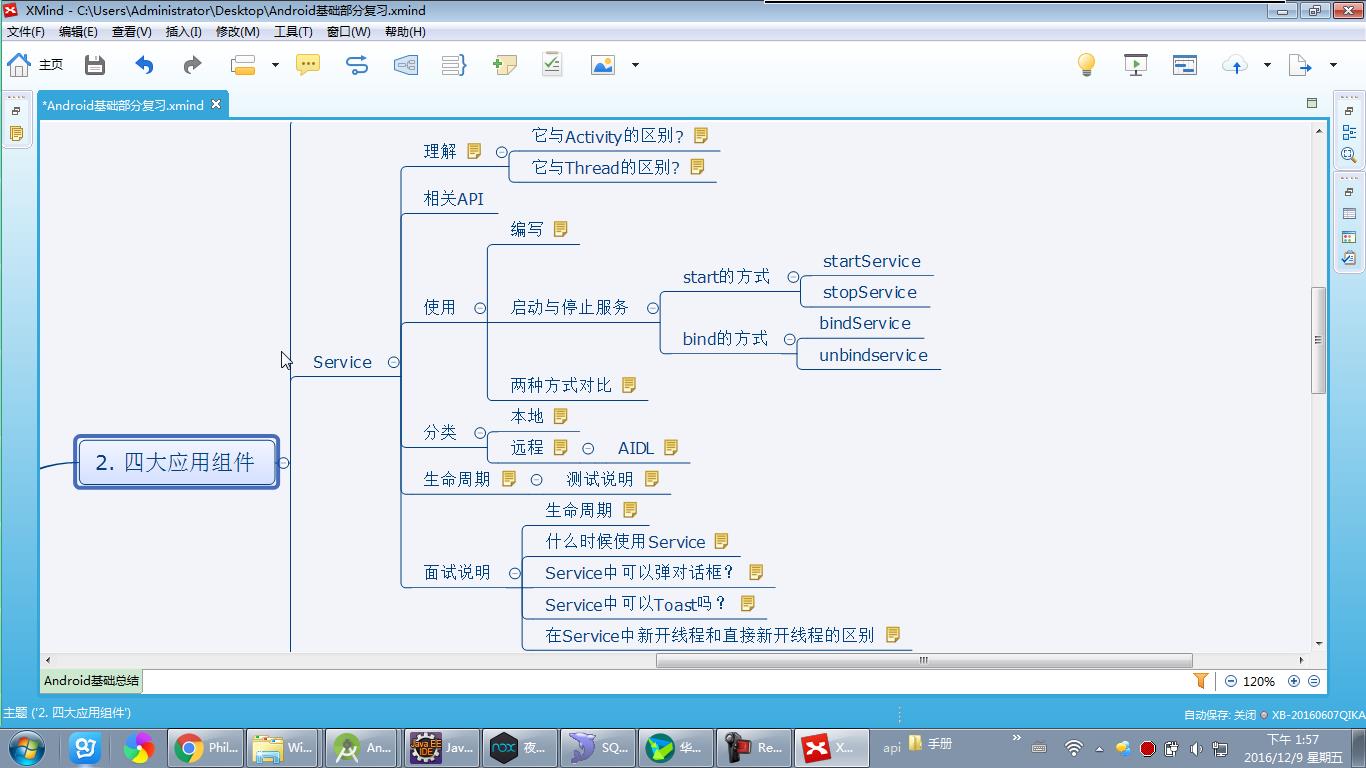 XMind - C:\Users\Administrator\Desktop\Android基础部分复习.xmind
文件(F) 编辑(E) 查看(V) 插入(I) 修改(M) 工具(T) 窗口(W) 帮助(H)
主页
*Android基础部分复习.xmind
它与Activity的区别?
理解
它与Thread的区别?
相关API
编写
startService
start的方式
stopService
使用
启动与停止服务
bindService
bind的方式
unbindservice
Service
两种方式对比
本地
分类
远程 AIDL
2. 四大应用组件
生命周期 测试说明
生命周期
什么时候使用Service
面试说明
Service中可以弹对话框?
Service中可以Toast吗?
在Service中新开线程和直接新开线程的区别
Android基础总结
120%
主题 ('2. 四大应用组件')
自动保存: 关闭 XB-20160607QIKA
Phil... Wi... An... Jav... 夜... SQ... 华... Re... X... api 手册
下午 1:57
2016/12/9 星期五